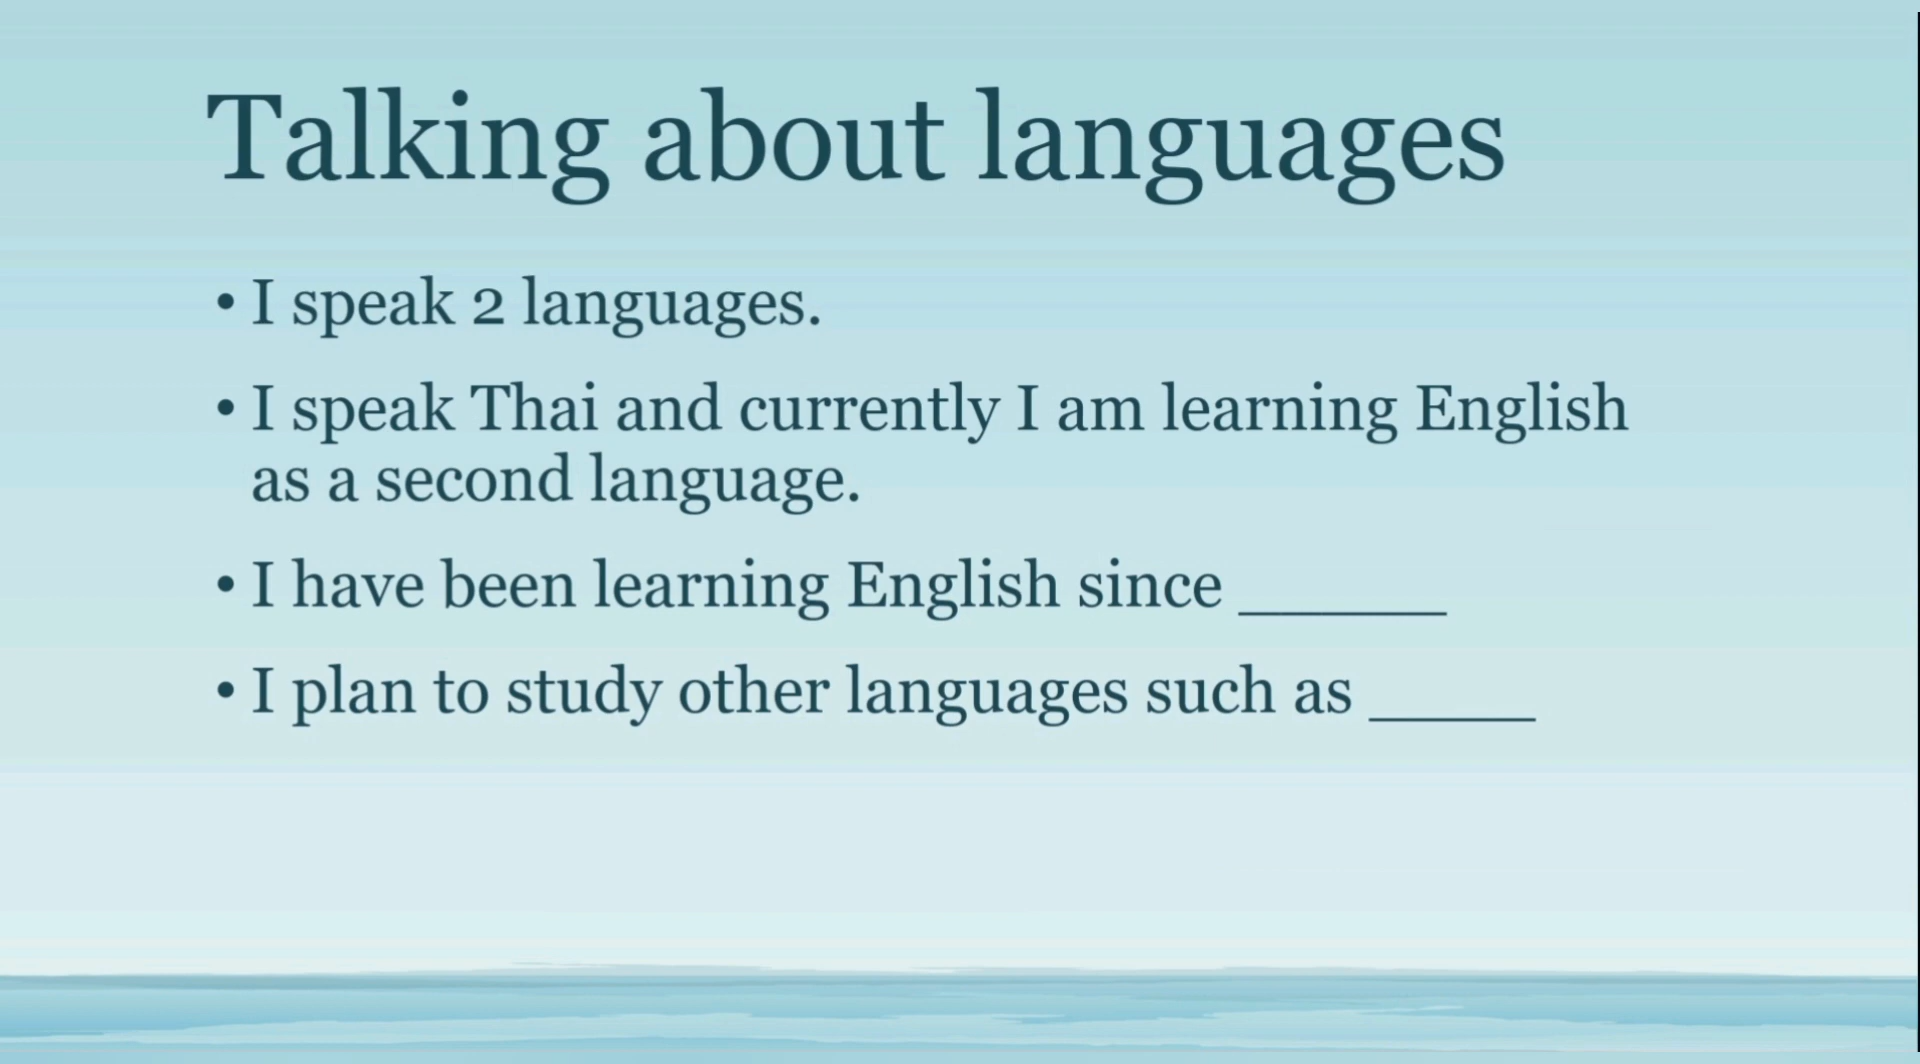 Talking about languages
• I speak 2 languages.
• I speak Thai and currently I am learning English
as a second language.
• I have been learning English since _____
• I plan to study other languages such as ____